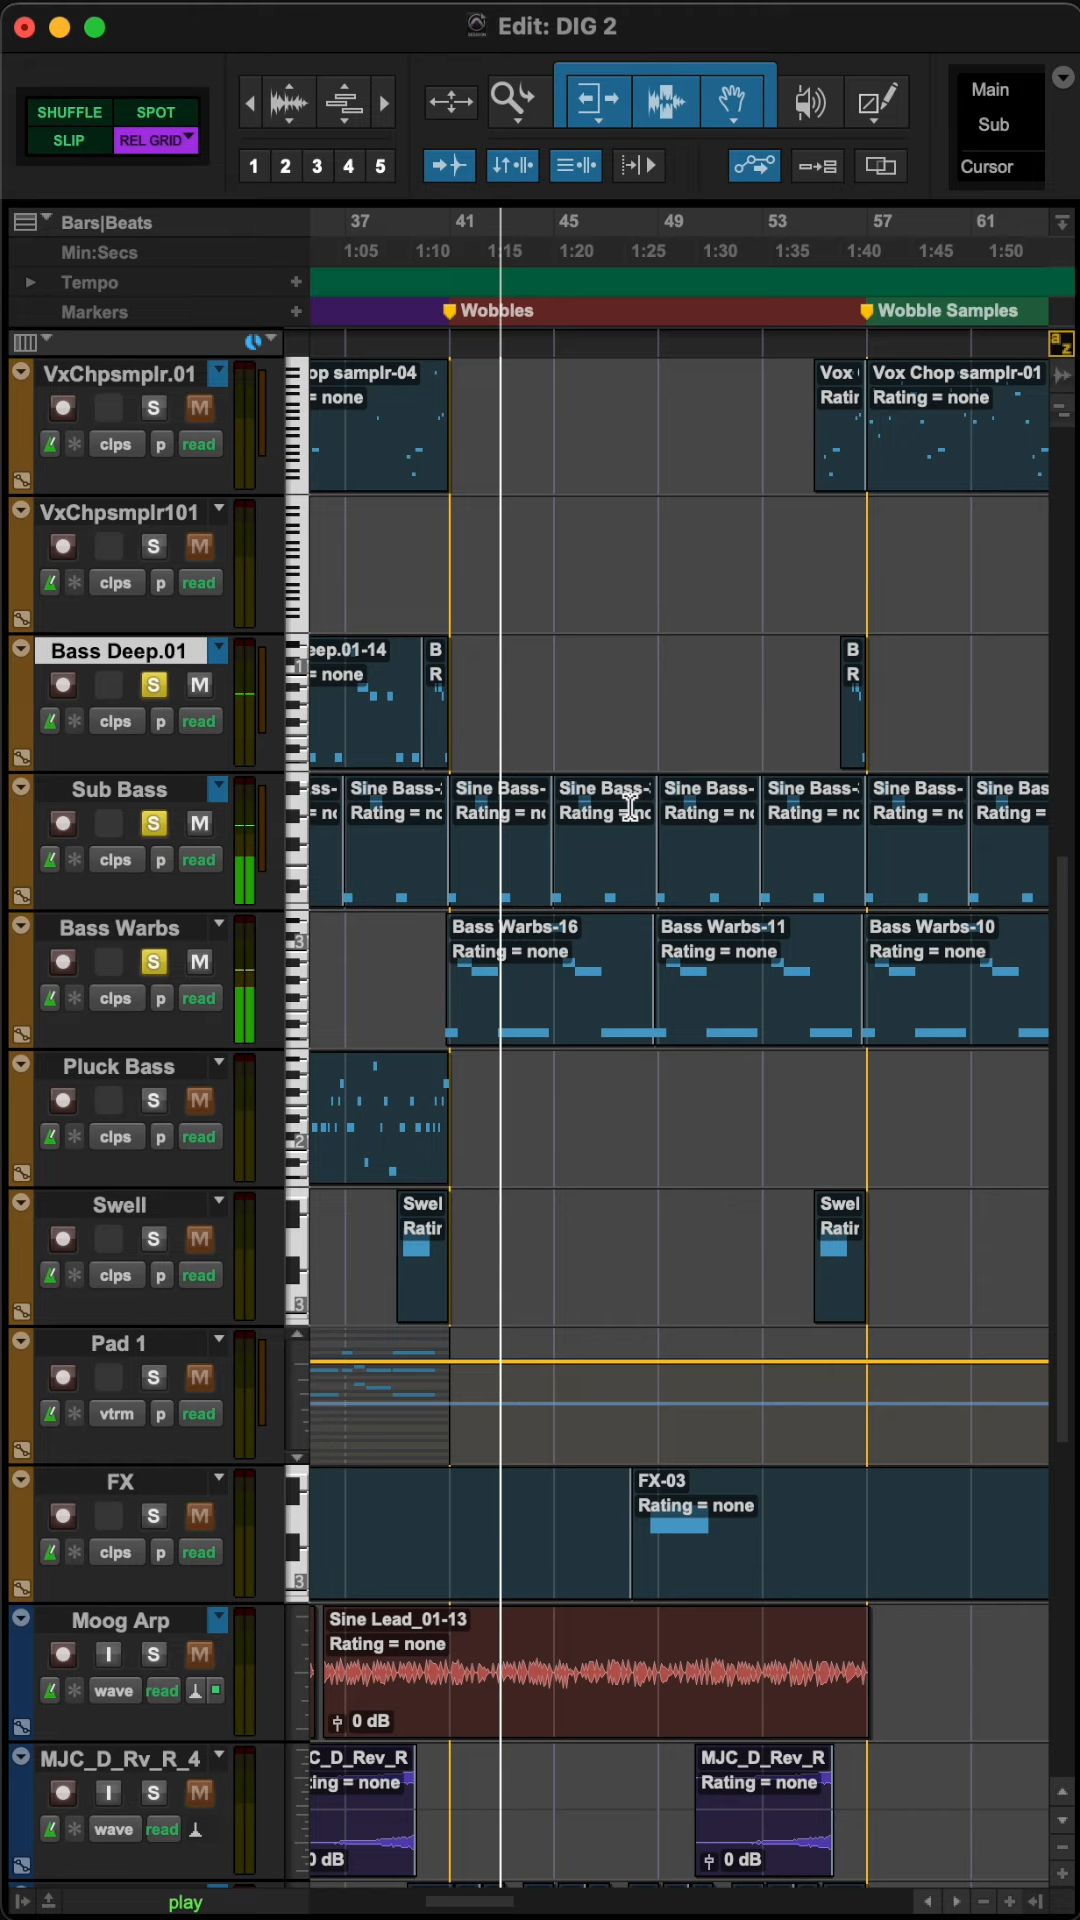 Edit: DIG 2
SHUFFLE SPOT
SLIP REL GRID
1 2 3 4 5
Main
Sub
Cursor
Bars|Beats 37 41 45 49 53 57 61
Min:Secs 1:05 1:10 1:15 1:20 1:25 1:30 1:35 1:40 1:45 1:50
Tempo
Markers Wobbles Wobble Samples
a z
VxChpsmplr.01 op samplr-04 Vox Vox Chop samplr-01
= none Ratir Rating = none
S M
clps p read
VxChpsmplr101
S M
clps p read
Bass Deep.01 eep.01-14 B B
= none R R
1
S M
clps p read
Sub Bass ss- Sine Bass- Sine Bass- Sine Bass- Sine Bass- Sine Bass- Sine Bass- Sine Bas
= n Rating = nc Rating = nc Rating = nc Rating = nc Rating = nc Rating = nc Rating =
S M
clps p read
Bass Warbs Bass Warbs-16 Bass Warbs-11 Bass Warbs-10
3
Rating = none Rating = none Rating = none
S M
clps p read
Pluck Bass
S M
clps p read
2
Swell Swel Swel
Ratir Ratir
S M
clps p read
3
Pad 1
S M
vtrm p read
FX FX-03
Rating = none
S M
clps p read
3
Moog Arp Sine Lead_01-13
Rating = none
I S M
wave read
0 dB
MJC_D_Rv_R_4 C_D_Rev_R MJC_D_Rev_R
ing = none Rating = none
I S M
wave read
0 dB 0 dB
play